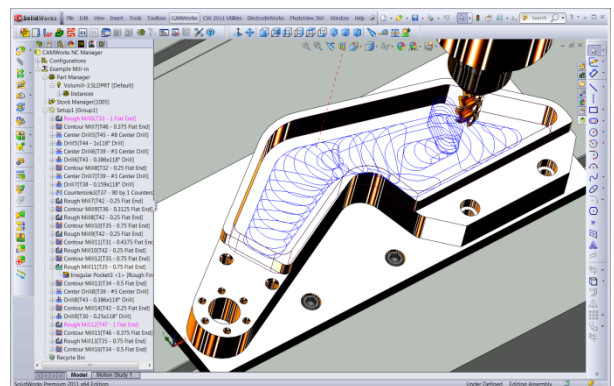 SolidWorks File Edit View Insert Tools Toolbox CAMWorks CW 2011 Utilities ElectrodeWorks PhotoView 360 Window Help
CAMWorks NC Manager
Configurations
Example Mill-in
Part Manager
Volumill-3.SLDPRT [Default]
Instances
Stock Manager[1005]
Setup1 [Group1]
Rough Mill6[T33 - 1 Flat End]
Contour Mill7[T46 - 0.375 Flat End]
Center Drill5[T45 - #8 Center Drill]
Drill5[T44 - 1x118° Drill]
Center Drill6[T39 - #3 Center Drill]
Drill6[T43 - 0.386x118° Drill]
Contour Mill8[T32 - 0.25 Flat End]
Center Drill7[T39 - #3 Center Drill]
Drill7[T38 - 0.159x118° Drill]
Countersink3[T37 - 90 by 1 Counters
Rough Mill7[T42 - 0.25 Flat End]
Contour Mill9[T36 - 0.3125 Flat End]
Rough Mill8[T42 - 0.25 Flat End]
Contour Mill10[T35 - 0.75 Flat End]
Rough Mill9[T42 - 0.25 Flat End]
Contour Mill11[T31 - 0.4375 Flat End]
Rough Mill10[T42 - 0.25 Flat End]
Contour Mill12[T35 - 0.75 Flat End]
Rough Mill11[T35 - 0.75 Flat End]
Irregular Pocket3 <1> [Rough Fin
Contour Mill13[T34 - 0.5 Flat End]
Center Drill8[T39 - #3 Center Drill]
Drill8[T43 - 0.386x118° Drill]
Contour Mill14[T42 - 0.25 Flat End]
Drill9[T30 - 0.25x118° Drill]
Rough Mill12[T47 - 1 Flat End]
Contour Mill15[T46 - 0.375 Flat End]
Rough Mill13[T35 - 0.75 Flat End]
Contour Mill16[T34 - 0.5 Flat End]
Recycle Bin
Model Motion Study 1
SolidWorks Premium 2011 x64 Edition Under Defined Editing Assembly